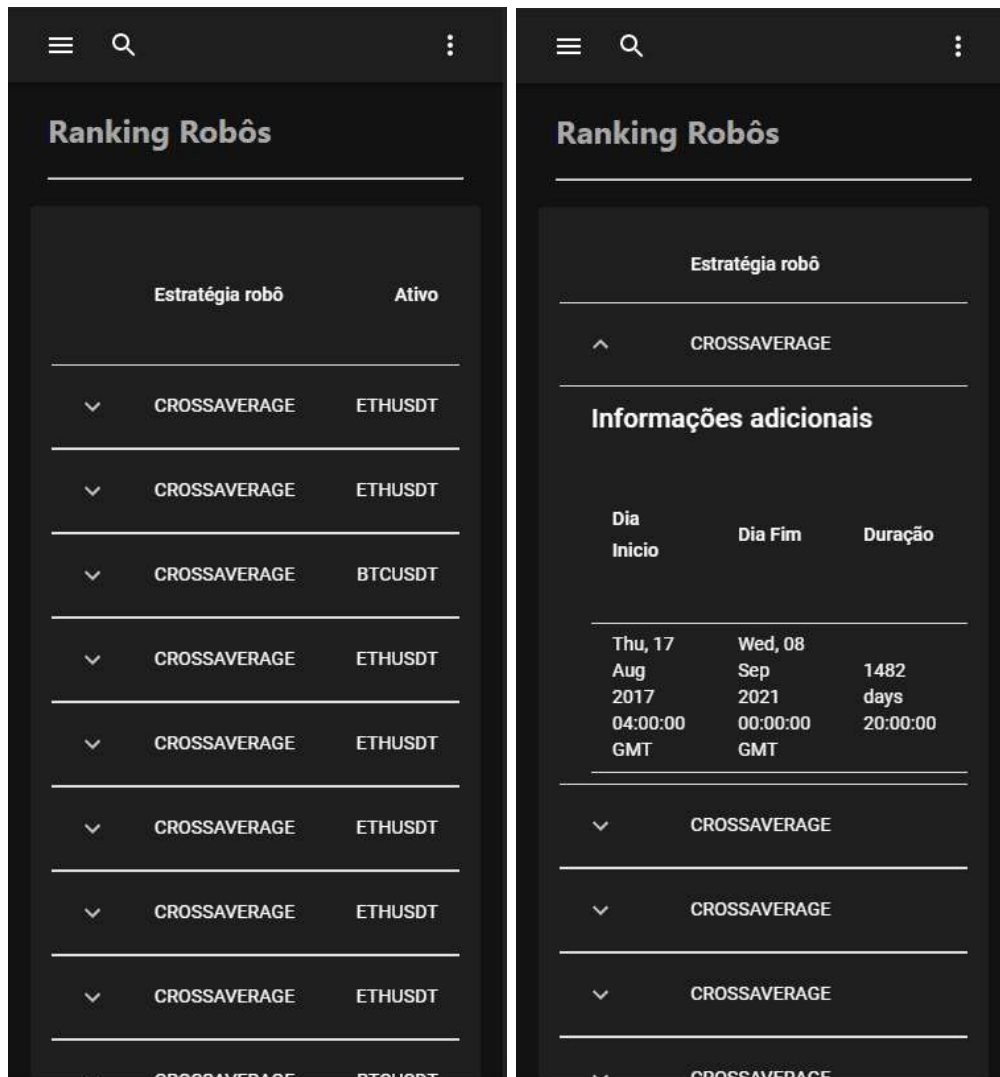 Ranking Robôs
Estratégia robô Ativo
CROSSAVERAGE ETHUSDT
CROSSAVERAGE ETHUSDT
CROSSAVERAGE BTCUSDT
CROSSAVERAGE ETHUSDT
CROSSAVERAGE ETHUSDT
CROSSAVERAGE ETHUSDT
CROSSAVERAGE ETHUSDT
CROSSAVERAGE ETHUSDT
CROSSAVERAGE BTCUSDT
Ranking Robôs
Estratégia robô
CROSSAVERAGE
Informações adicionais
Dia
Inicio
Dia Fim
Duração
Thu, 17
Aug
2017
04:00:00
GMT
Wed, 08
Sep
2021
00:00:00
GMT
1482
days
20:00:00
CROSSAVERAGE
CROSSAVERAGE
CROSSAVERAGE
CROSSAVERAGE